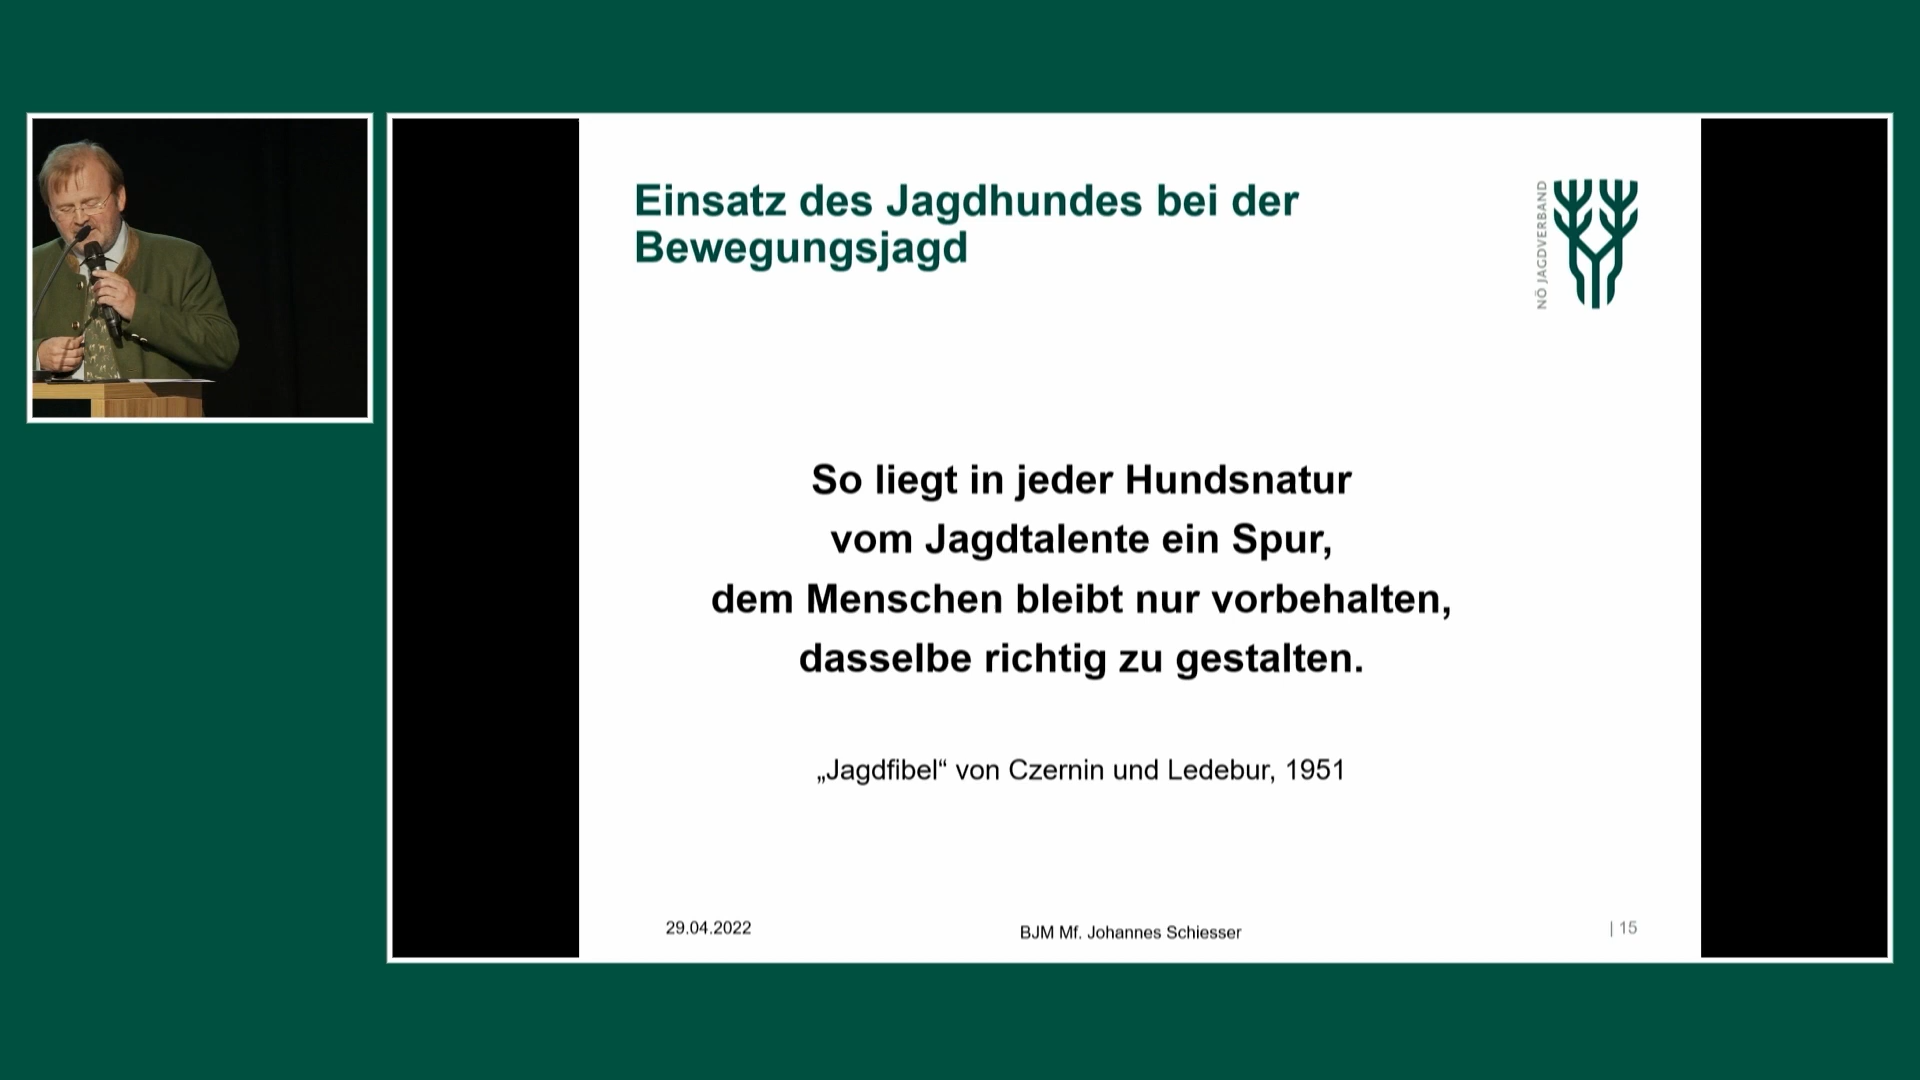 Einsatz des Jagdhundes bei der
Bewegungsjagd
NÖ JAGDVERBAND
So liegt in jeder Hundsnatur
vom Jagdtalente ein Spur,
dem Menschen bleibt nur vorbehalten,
dasselbe richtig zu gestalten.
„Jagdfibel“ von Czernin und Ledebur, 1951
29.04.2022
BJM Mf. Johannes Schiesser
| 15